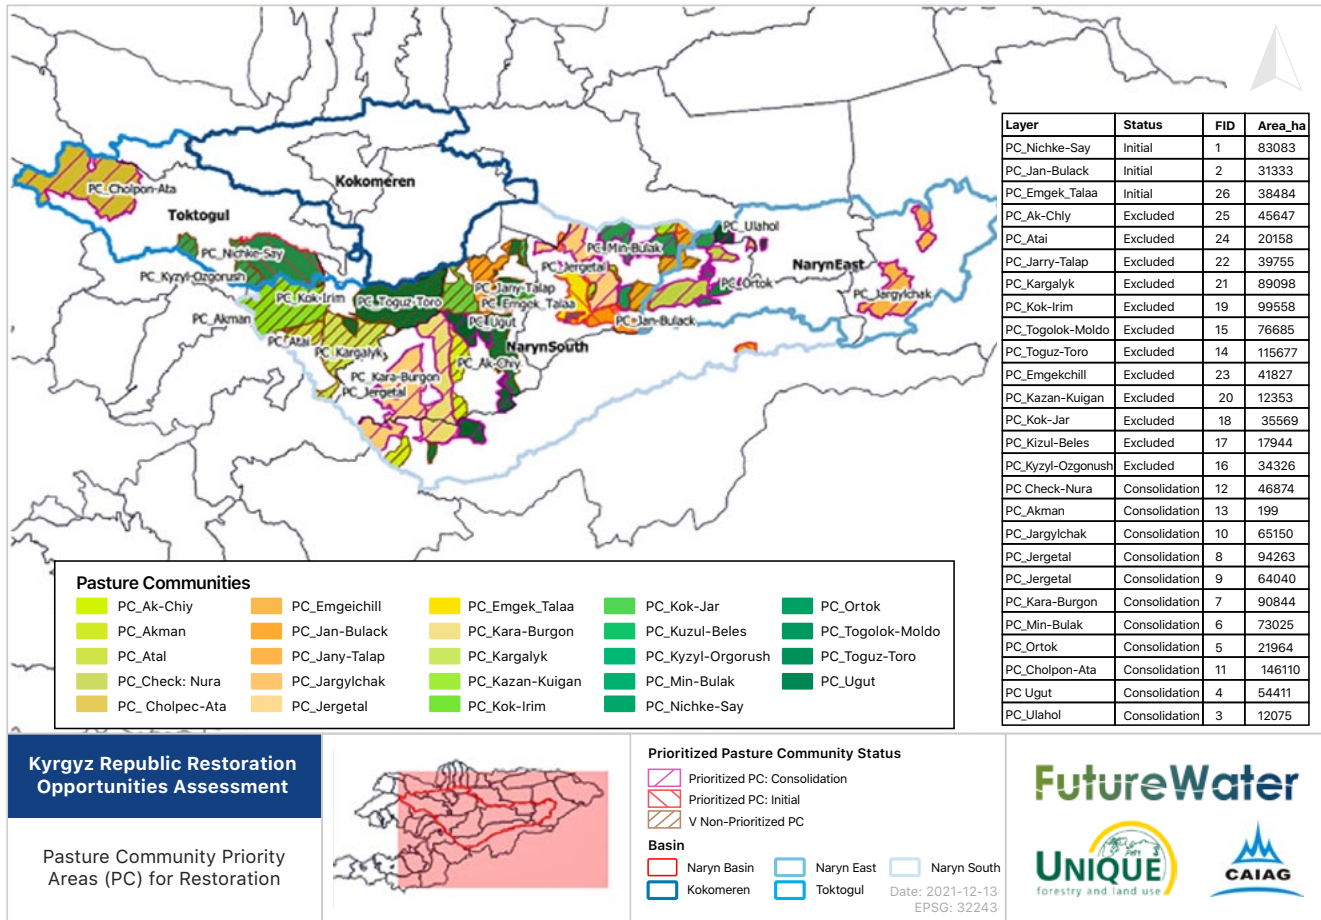 Kokomeren
PC_Cholpon-Ata
Toktogul
PC_Nichke-Say
PC_Kyzyl-Ozgorush
PC_Kok-Irim
PC_Akman
PC_Toguz-Toro
PC_Atai
PC_Kargalyk
PC_Kara-Burgon
PC_Jergetal
PC_Jany-Talap
PC_Emgek_Talaa
PC_Ugut
NarynSouth
PC_Ak-Chiy
PC_Min-Bulak
PC_Jergetal
PC_Ulahol
PC_Ortok
PC_Jan-Bulack
NarynEast
PC_Jargylchak
Layer Status FID Area_ha
PC_Nichke-Say Initial 1 83083
PC_Jan-Bulack Initial 2 31333
PC_Emgek_Talaa Initial 26 38484
PC_Ak-Chly Excluded 25 45647
PC_Atai Excluded 24 20158
PC_Jarry-Talap Excluded 22 39755
PC_Kargalyk Excluded 21 89098
PC_Kok-Irim Excluded 19 99558
PC_Togolok-Moldo Excluded 15 76685
PC_Toguz-Toro Excluded 14 115677
PC_Emgekchill Excluded 23 41827
PC_Kazan-Kuigan Excluded 20 12353
PC_Kok-Jar Excluded 18 35569
PC_Kizul-Beles Excluded 17 17944
PC_Kyzyl-Ozgonush Excluded 16 34326
PC Check-Nura Consolidation 12 46874
PC_Akman Consolidation 13 199
PC_Jargylchak Consolidation 10 65150
PC_Jergetal Consolidation 8 94263
PC_Jergetal Consolidation 9 64040
PC_Kara-Burgon Consolidation 7 90844
PC_Min-Bulak Consolidation 6 73025
PC_Ortok Consolidation 5 21964
PC_Cholpon-Ata Consolidation 11 146110
PC Ugut Consolidation 4 54411
PC_Ulahol Consolidation 3 12075
Pasture Communities
PC_Ak-Chiy PC_Emgeichill PC_Emgek_Talaa PC_Kok-Jar PC_Ortok
PC_Akman PC_Jan-Bulack PC_Kara-Burgon PC_Kuzul-Beles PC_Togolok-Moldo
PC_Atal PC_Jany-Talap PC_Kargalyk PC_Kyzyl-Orgorush PC_Toguz-Toro
PC_Check: Nura PC_Jargylchak PC_Kazan-Kuigan PC_Min-Bulak PC_Ugut
PC_ Cholpec-Ata PC_Jergetal PC_Kok-Irim PC_Nichke-Say
Kyrgyz Republic Restoration
Opportunities Assessment
Pasture Community Priority
Areas (PC) for Restoration
Prioritized Pasture Community Status
Prioritized PC: Consolidation
Prioritized PC: Initial
V Non-Prioritized PC
Basin
Naryn Basin Naryn East Naryn South
Kokomeren Toktogul
Date: 2021-12-13
EPSG: 32243
FutureWater
UNIQUE
forestry and land use
CAIAG